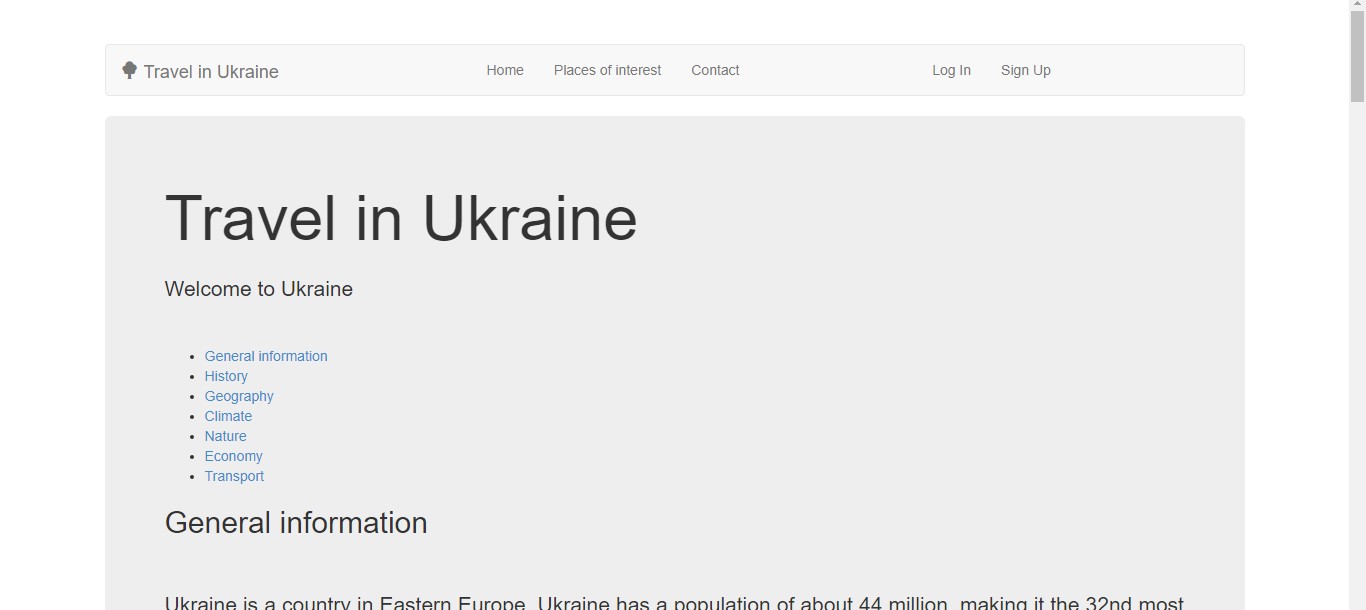 Travel in Ukraine Home Places of interest Contact Log In Sign Up
Travel in Ukraine
Welcome to Ukraine
General information
History
Geography
Climate
Nature
Economy
Transport
General information
Ukraine is a country in Eastern Europe. Ukraine has a population of about 44 million, making it the 32nd most